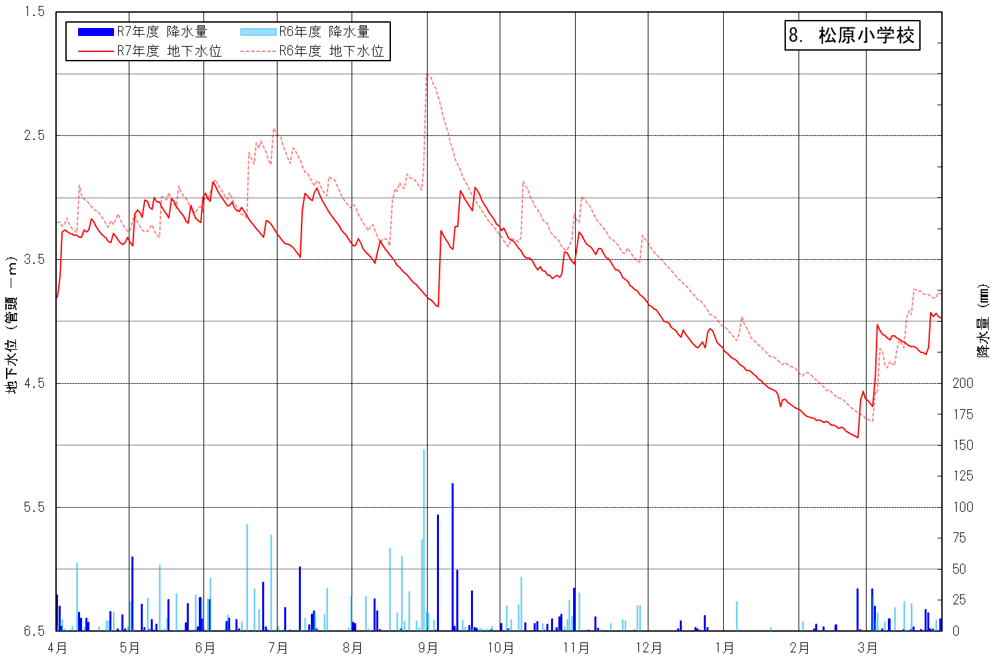 8. 松原小学校
R7年度 降水量
R6年度 降水量
R7年度 地下水位
R6年度 地下水位
1.5
2.5
3.5
4.5
5.5
6.5
地下水位 (管頭 -m)
200
175
150
125
100
75
50
25
0
降水量 (㎜)
4月 5月 6月 7月 8月 9月 10月 11月 12月 1月 2月 3月